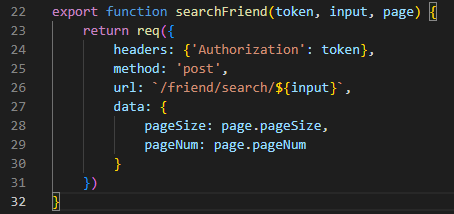 22 export function searchFriend(token, input, page) {
23     return req({
24         headers: {'Authorization': token},
25         method: 'post',
26         url: `/friend/search/${input}`,
27         data: {
28             pageSize: page.pageSize,
29             pageNum: page.pageNum
30         }
31     })
32 }